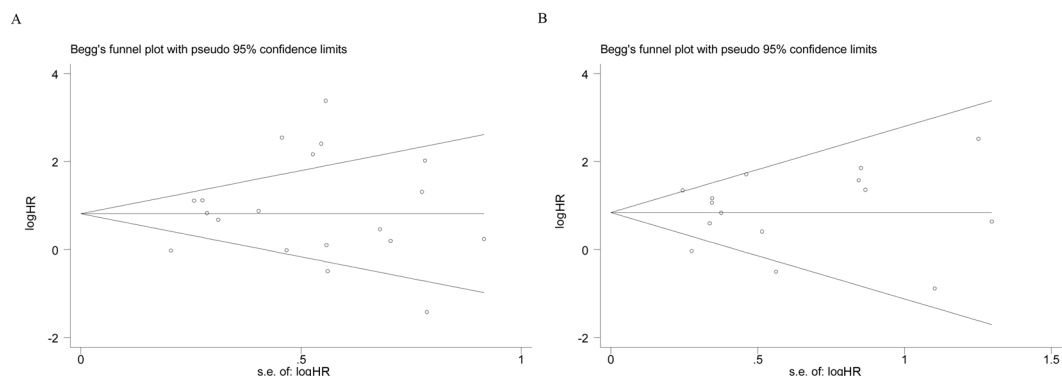 A
Begg's funnel plot with pseudo 95% confidence limits
logHR
4
2
0
-2
0
.5
1
s.e. of: logHR
B
Begg's funnel plot with pseudo 95% confidence limits
logHR
4
2
0
-2
0
.5
1
1.5
s.e. of: logHR